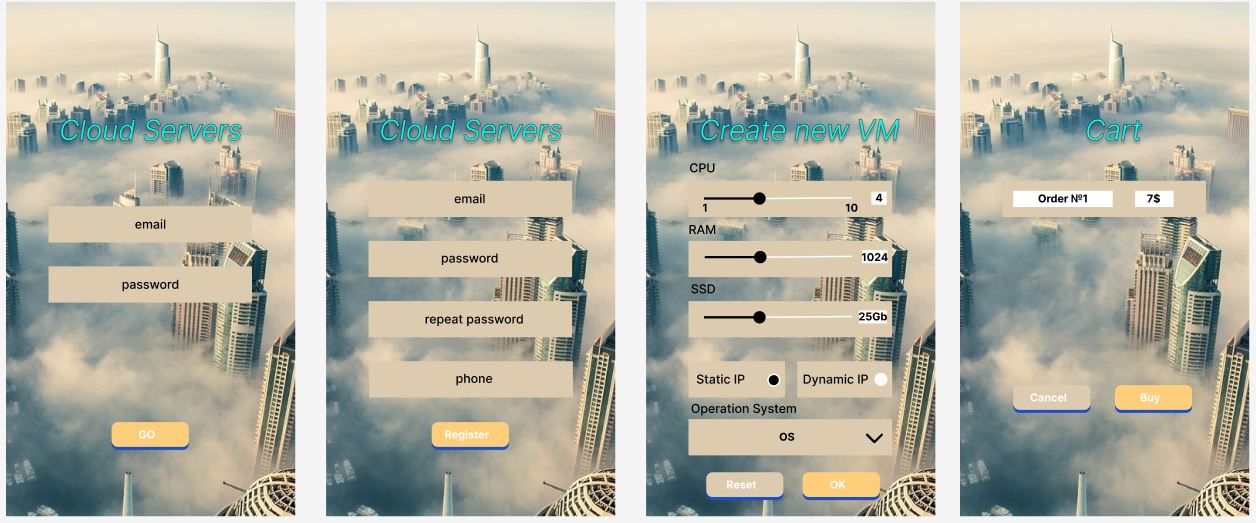 Cloud Servers
email
password
GO
Cloud Servers
email
password
repeat password
phone
Register
Create new VM
CPU
4
1 10
RAM
1024
SSD
25Gb
Static IP Dynamic IP
Operation System
OS
Reset OK
Cart
Order №1 7$
Cancel Buy